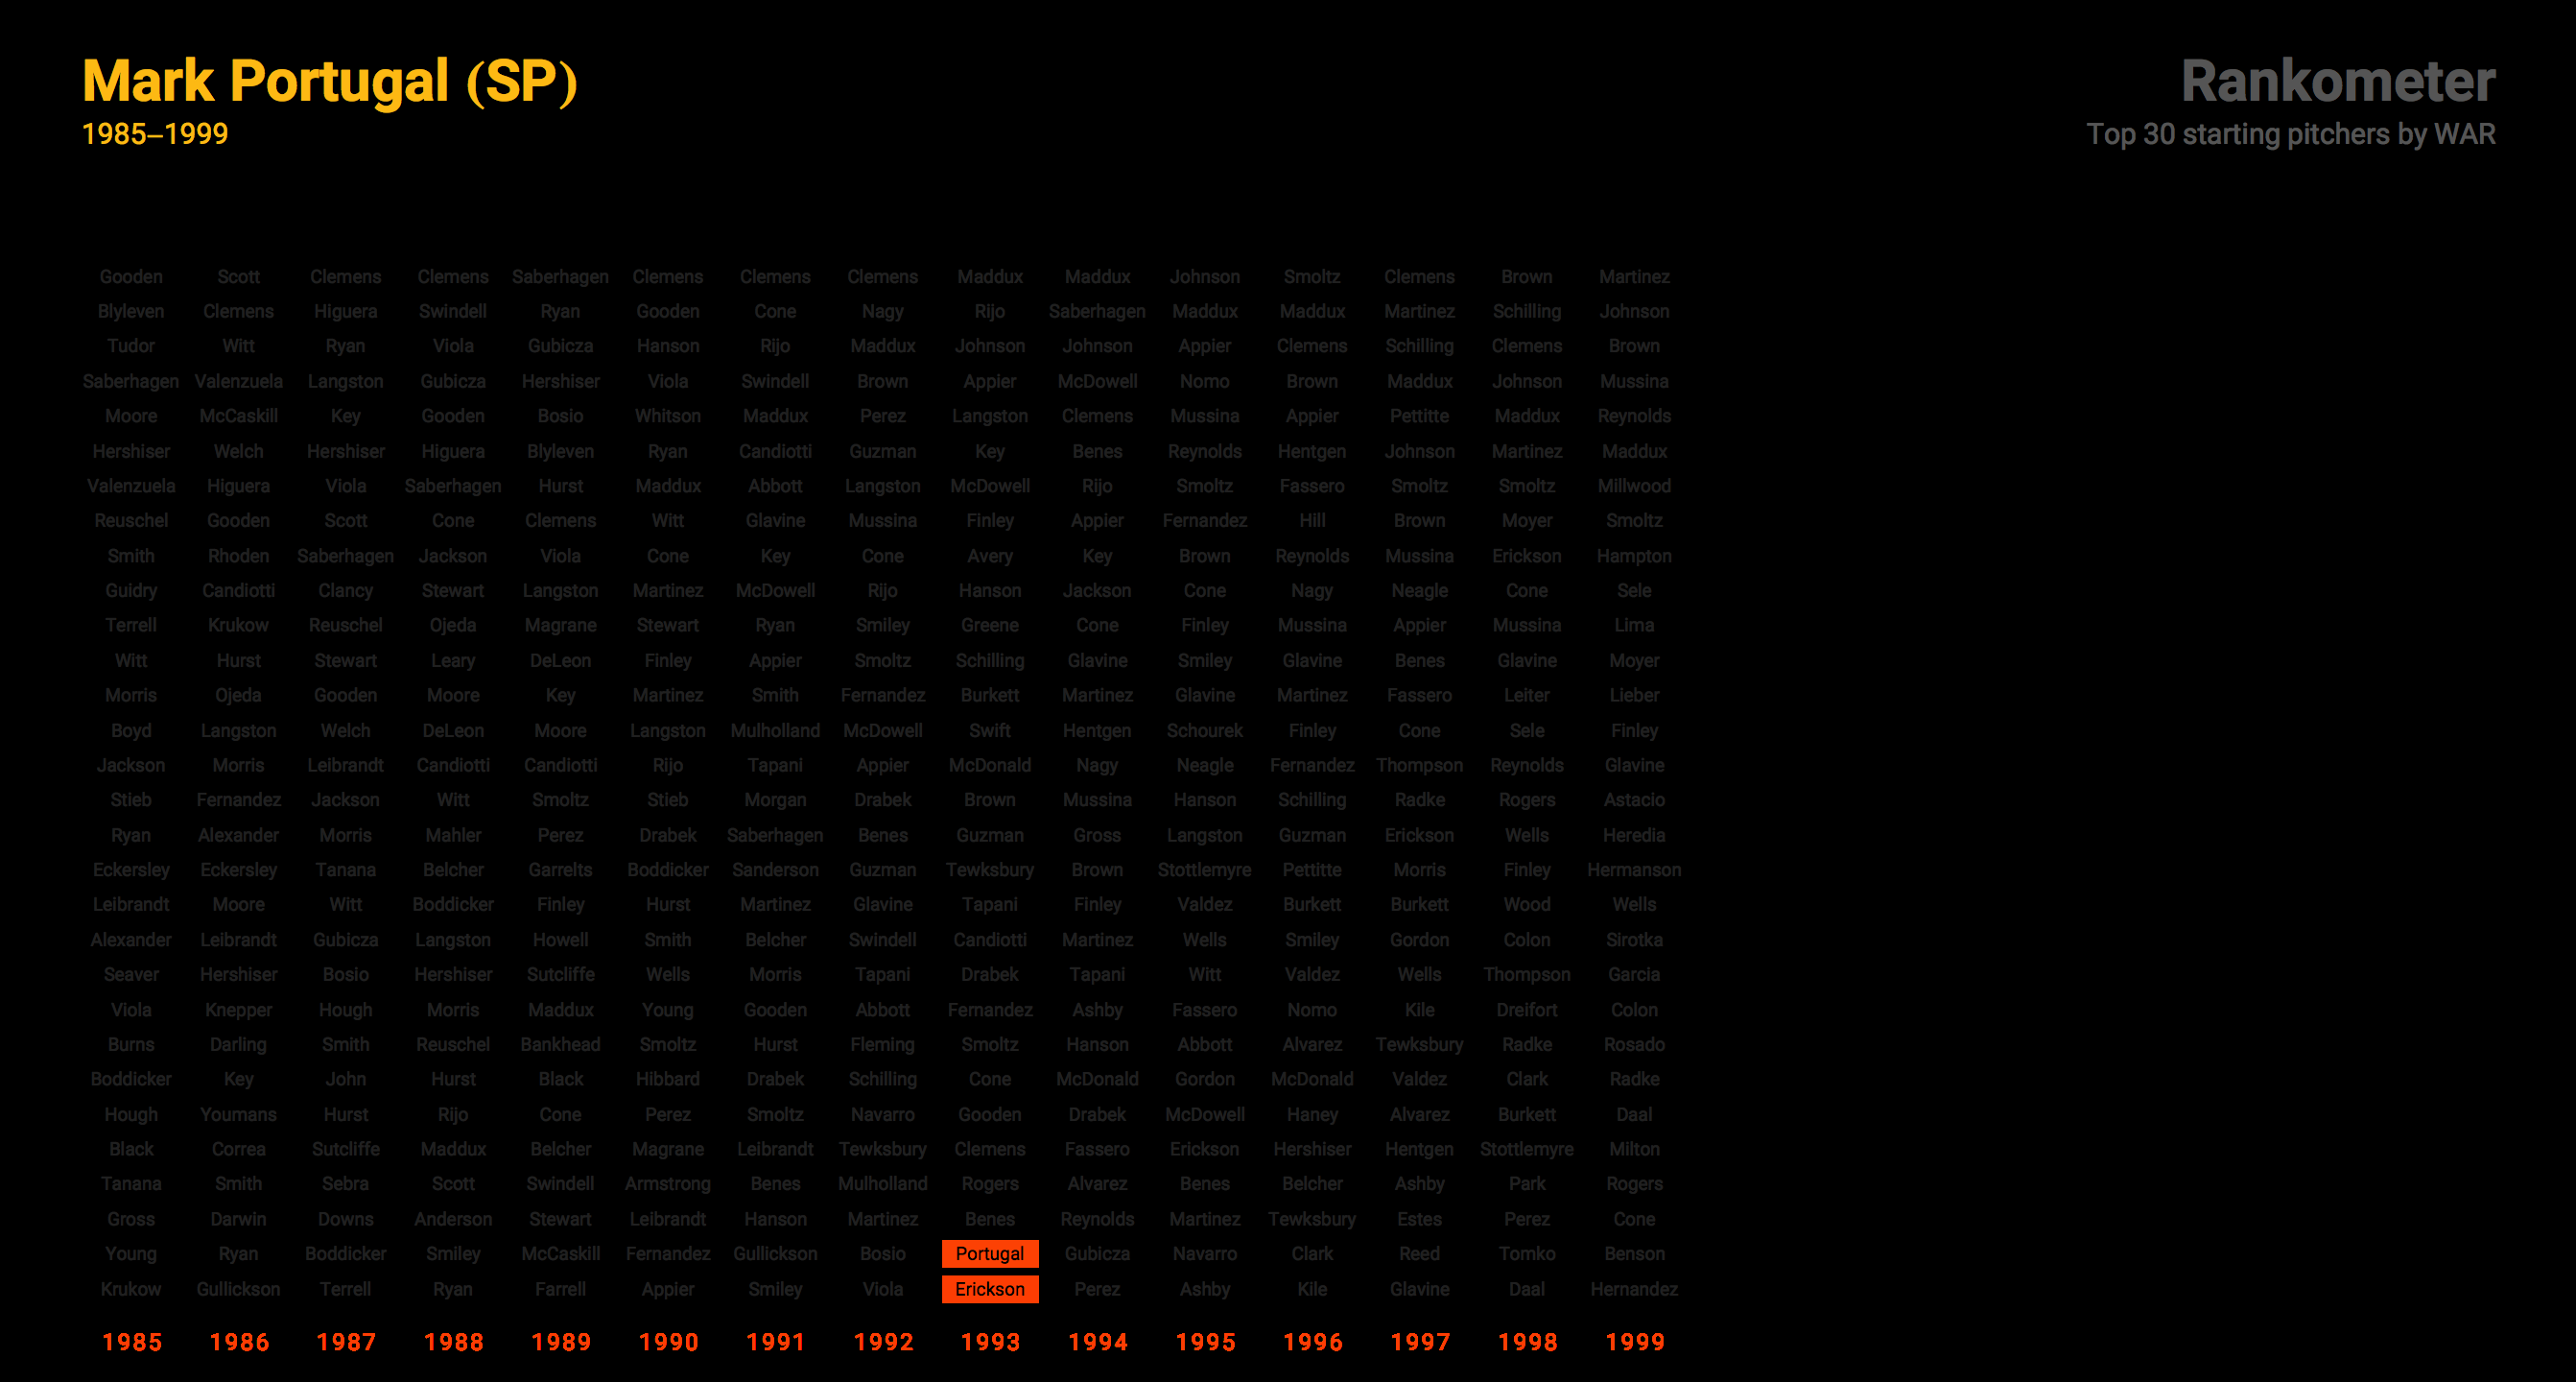 Mark Portugal (SP)
1985–1999
Rankometer
Top 30 starting pitchers by WAR
Gooden Scott Clemens Clemens Saberhagen Clemens Clemens Clemens Maddux Maddux Johnson Smoltz Clemens Brown Martinez
Blyleven Clemens Higuera Swindell Ryan Gooden Cone Nagy Rijo Saberhagen Maddux Maddux Martinez Schilling Johnson
Tudor Witt Ryan Viola Gubicza Hanson Rijo Maddux Johnson Johnson Appier Clemens Schilling Clemens Brown
Saberhagen Valenzuela Langston Gubicza Hershiser Viola Swindell Brown Appier McDowell Nomo Brown Maddux Johnson Mussina
Moore McCaskill Key Gooden Bosio Whitson Maddux Perez Langston Clemens Mussina Appier Pettitte Maddux Reynolds
Hershiser Welch Hershiser Higuera Blyleven Ryan Candiotti Guzman Key Benes Reynolds Hentgen Johnson Martinez Maddux
Valenzuela Higuera Viola Saberhagen Hurst Maddux Abbott Langston McDowell Rijo Smoltz Fassero Smoltz Smoltz Millwood
Reuschel Gooden Scott Cone Clemens Witt Glavine Mussina Finley Appier Fernandez Hill Brown Moyer Smoltz
Smith Rhoden Saberhagen Jackson Viola Cone Key Cone Avery Key Brown Reynolds Mussina Erickson Hampton
Guidry Candiotti Clancy Stewart Langston Martinez McDowell Rijo Hanson Jackson Cone Nagy Neagle Cone Sele
Terrell Krukow Reuschel Ojeda Magrane Stewart Ryan Smiley Greene Cone Finley Mussina Appier Mussina Lima
Witt Hurst Stewart Leary DeLeon Finley Appier Smoltz Schilling Glavine Smiley Glavine Benes Glavine Moyer
Morris Ojeda Gooden Moore Key Martinez Smith Fernandez Burkett Martinez Glavine Martinez Fassero Leiter Lieber
Boyd Langston Welch DeLeon Moore Langston Mulholland McDowell Swift Hentgen Schourek Finley Cone Sele Finley
Jackson Morris Leibrandt Candiotti Candiotti Rijo Tapani Appier McDonald Nagy Neagle Fernandez Thompson Reynolds Glavine
Stieb Fernandez Jackson Witt Smoltz Stieb Morgan Drabek Brown Mussina Hanson Schilling Radke Rogers Astacio
Ryan Alexander Morris Mahler Perez Drabek Saberhagen Benes Guzman Gross Langston Guzman Erickson Wells Heredia
Eckersley Eckersley Tanana Belcher Garrelts Boddicker Sanderson Guzman Tewksbury Brown Stottlemyre Pettitte Morris Finley Hermanson
Leibrandt Moore Witt Boddicker Finley Hurst Martinez Glavine Tapani Finley Valdez Burkett Burkett Wood Wells
Alexander Leibrandt Gubicza Langston Howell Smith Belcher Swindell Candiotti Martinez Wells Smiley Gordon Colon Sirotka
Seaver Hershiser Bosio Hershiser Sutcliffe Wells Morris Tapani Drabek Tapani Witt Valdez Wells Thompson Garcia
Viola Knepper Hough Morris Maddux Young Gooden Abbott Fernandez Ashby Fassero Nomo Kile Dreifort Colon
Burns Darling Smith Reuschel Bankhead Smoltz Hurst Fleming Smoltz Hanson Abbott Alvarez Tewksbury Radke Rosado
Boddicker Key John Hurst Black Hibbard Drabek Schilling Cone McDonald Gordon McDonald Valdez Clark Radke
Hough Youmans Hurst Rijo Cone Perez Smoltz Navarro Gooden Drabek McDowell Haney Alvarez Burkett Daal
Black Correa Sutcliffe Maddux Belcher Magrane Leibrandt Tewksbury Clemens Fassero Erickson Hershiser Hentgen Stottlemyre Milton
Tanana Smith Sebra Scott Swindell Armstrong Benes Mulholland Rogers Alvarez Benes Belcher Ashby Park Rogers
Gross Darwin Downs Anderson Stewart Leibrandt Hanson Martinez Benes Reynolds Martinez Tewksbury Estes Perez Cone
Young Ryan Boddicker Smiley McCaskill Fernandez Gullickson Bosio Portugal Gubicza Navarro Clark Reed Tomko Benson
Krukow Gullickson Terrell Ryan Farrell Appier Smiley Viola Erickson Perez Ashby Kile Glavine Daal Hernandez
1985 1986 1987 1988 1989 1990 1991 1992 1993 1994 1995 1996 1997 1998 1999